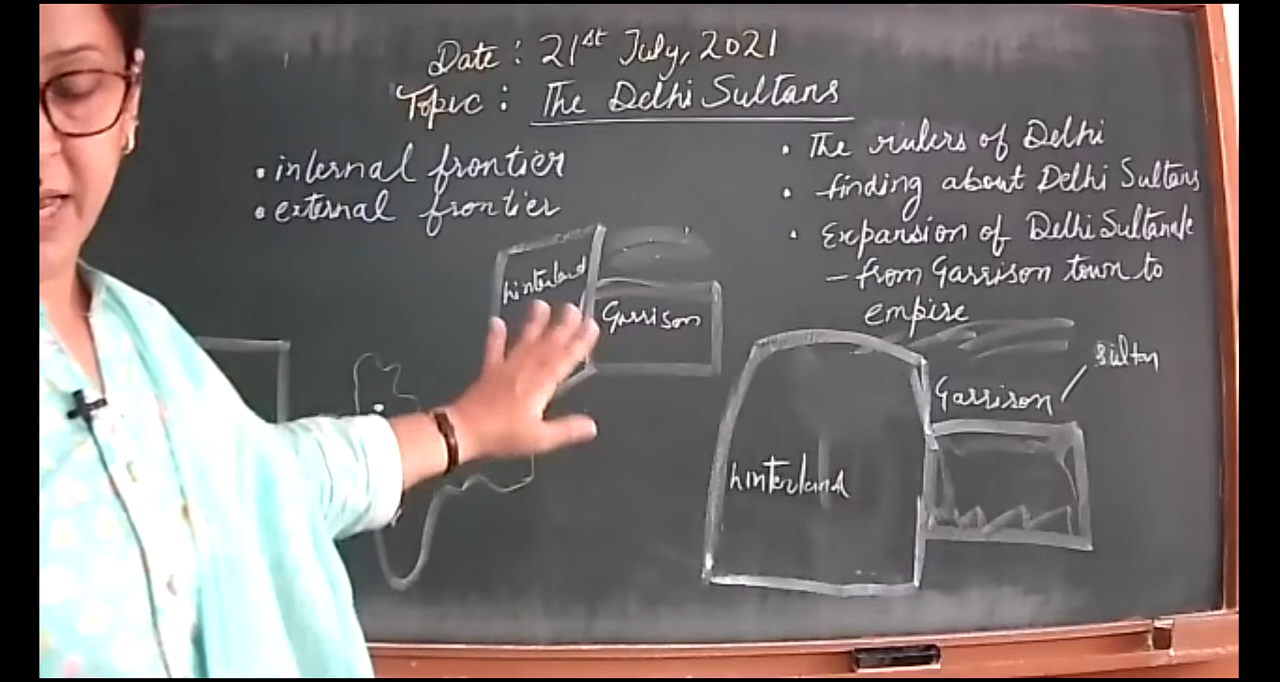 Date : 21st July, 2021
Topic : The Delhi Sultans
• internal frontier
• external frontier
• The rulers of Delhi
• finding about Delhi Sultans
• Expansion of Delhi Sultanate
– from Garrison town to
empire
hinterland
Garrison
Sultan
Garrison
hinterland